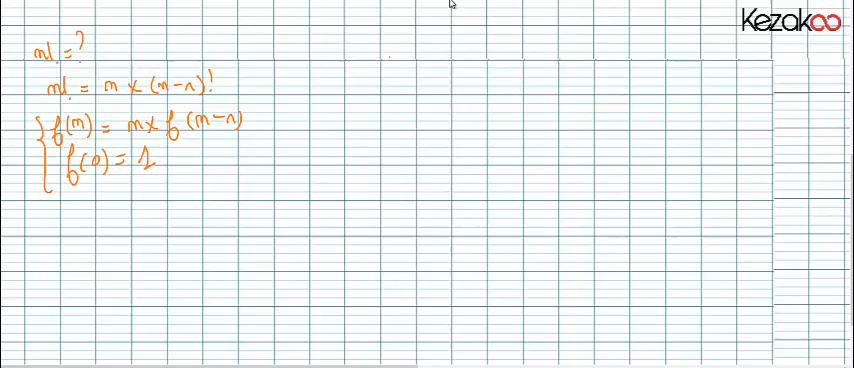 Kezakoo
n! = ?
n! = n × (n-1)!
f(n) = n × f(n-1)
f(0) = 1